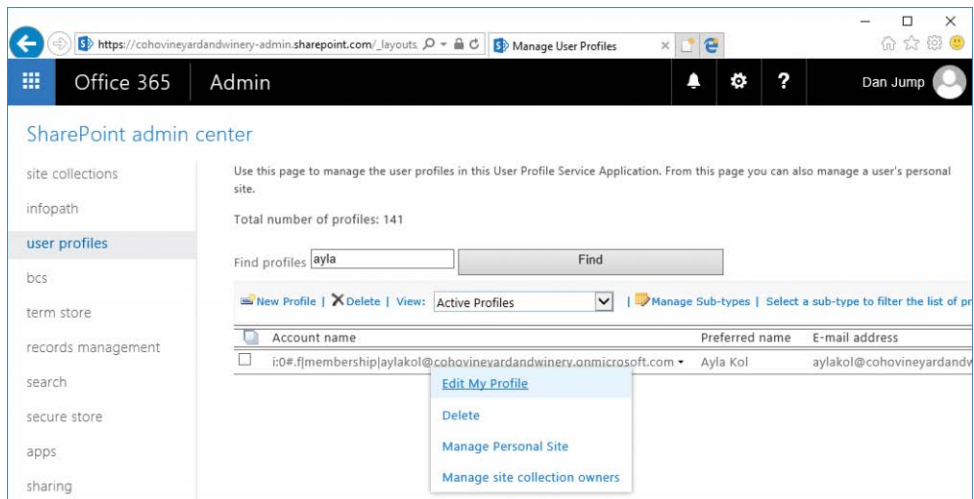 https://cohovineyardandwinery-admin.sharepoint.com/_layouts
Manage User Profiles
Office 365
Admin
Dan Jump
SharePoint admin center
site collections
infopath
user profiles
bcs
term store
records management
search
secure store
apps
sharing
Use this page to manage the user profiles in this User Profile Service Application. From this page you can also manage a user's personal
site.
Total number of profiles: 141
Find profiles ayla Find
New Profile | Delete | View: Active Profiles | Manage Sub-types | Select a sub-type to filter the list of pr
Account name Preferred name E-mail address
i:0#.f|membership|aylakol@cohovineyardandwinery.onmicrosoft.com Ayla Kol aylakol@cohovineyardandw
Edit My Profile
Delete
Manage Personal Site
Manage site collection owners